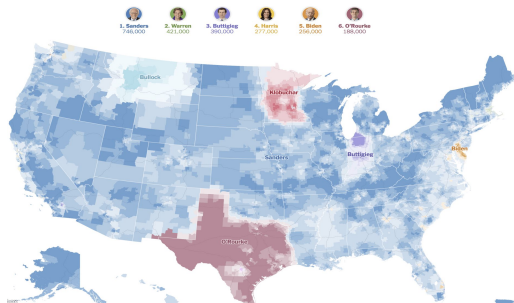 1. Sanders
746,000
2. Warren
421,000
3. Buttigieg
390,000
4. Harris
277,000
5. Biden
256,000
6. O'Rourke
188,000
Bullock
Klobuchar
Biden
Sanders
Buttigieg
O'Rourke